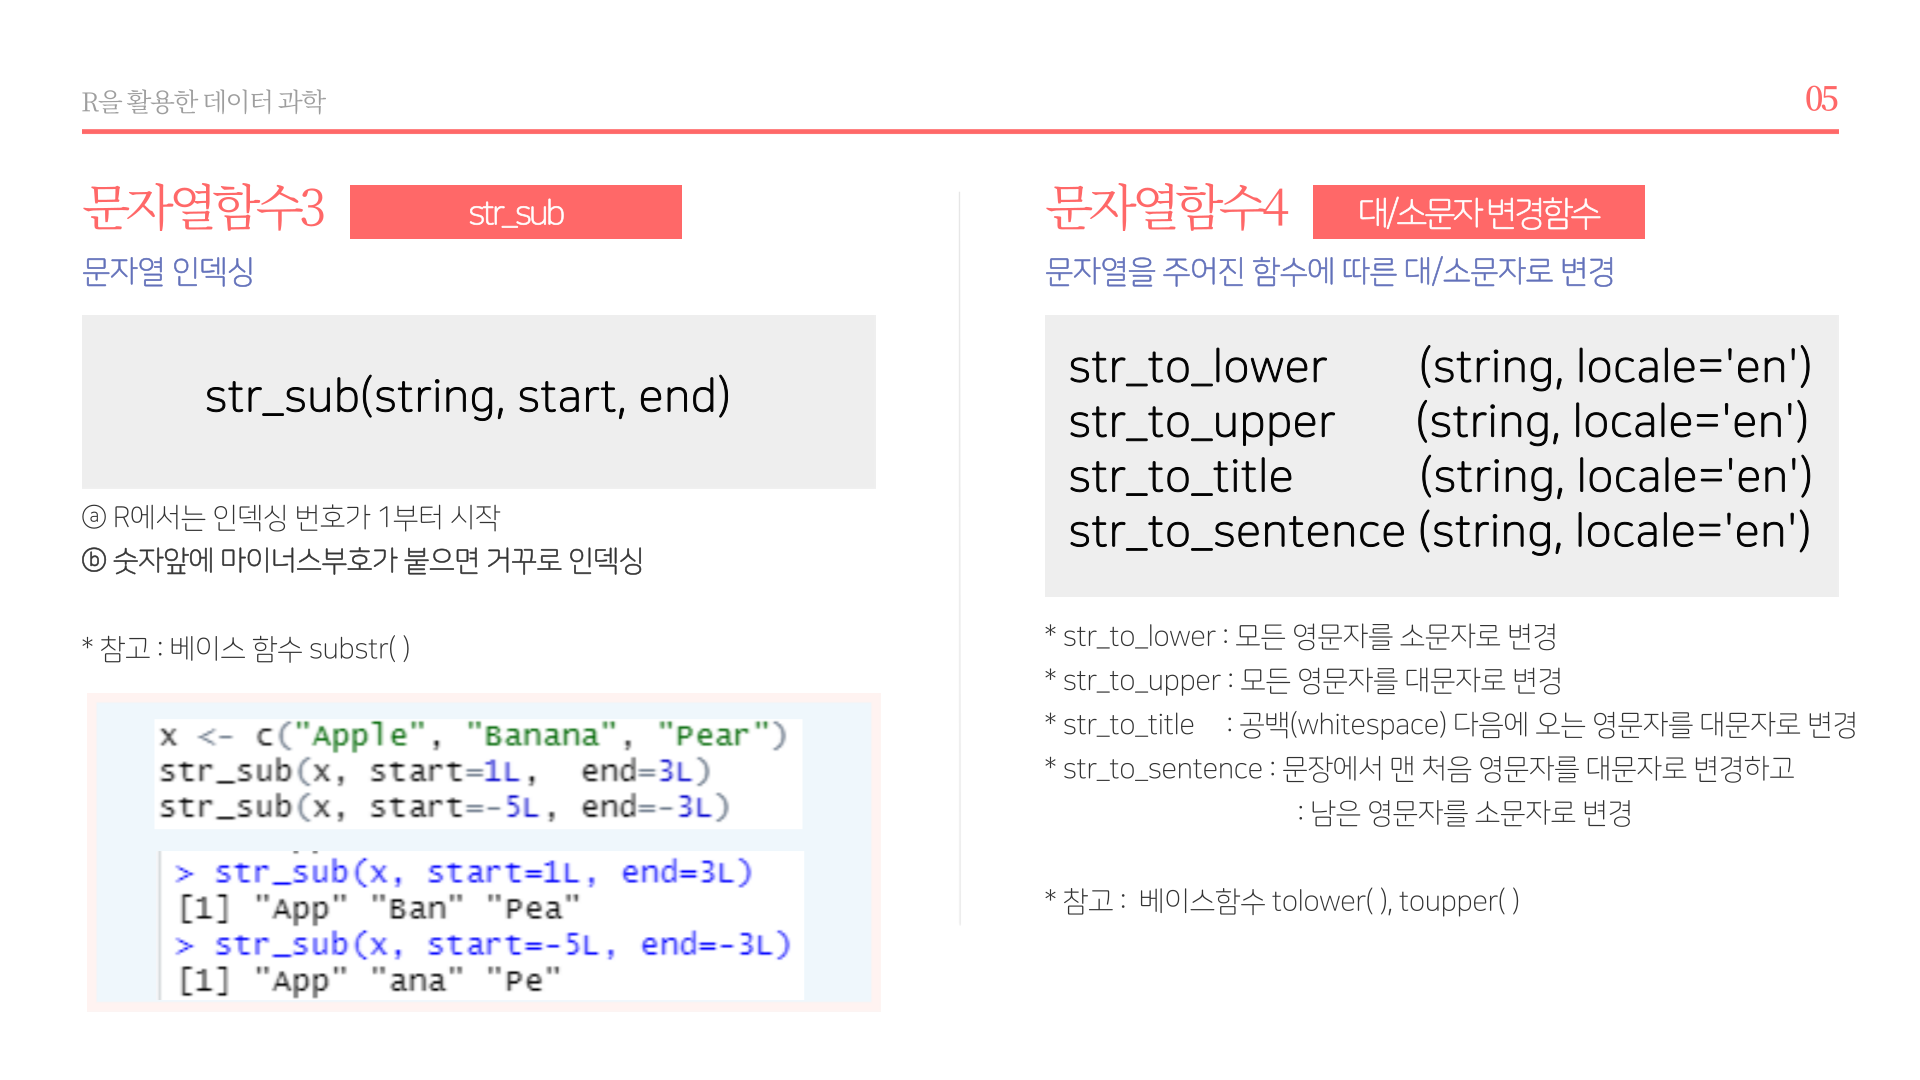 R을 활용한 데이터 과학
05
문자열함수3
str_sub
문자열 인덱싱
str_sub(string, start, end)
ⓐ R에서는 인덱싱 번호가 1부터 시작
ⓑ 숫자앞에 마이너스부호가 붙으면 거꾸로 인덱싱
* 참고 : 베이스 함수 substr( )
x <- c("Apple", "Banana", "Pear")
str_sub(x, start=1L,  end=3L)
str_sub(x, start=-5L, end=-3L)
> str_sub(x, start=1L, end=3L)
[1] "App" "Ban" "Pea"
> str_sub(x, start=-5L, end=-3L)
[1] "App" "ana" "Pe"
문자열함수4
대/소문자 변경함수
문자열을 주어진 함수에 따른 대/소문자로 변경
str_to_lower (string, locale='en')
str_to_upper (string, locale='en')
str_to_title (string, locale='en')
str_to_sentence (string, locale='en')
* str_to_lower : 모든 영문자를 소문자로 변경
* str_to_upper : 모든 영문자를 대문자로 변경
* str_to_title : 공백(whitespace) 다음에 오는 영문자를 대문자로 변경
* str_to_sentence : 문장에서 맨 처음 영문자를 대문자로 변경하고
: 남은 영문자를 소문자로 변경
* 참고 : 베이스함수 tolower( ), toupper( )